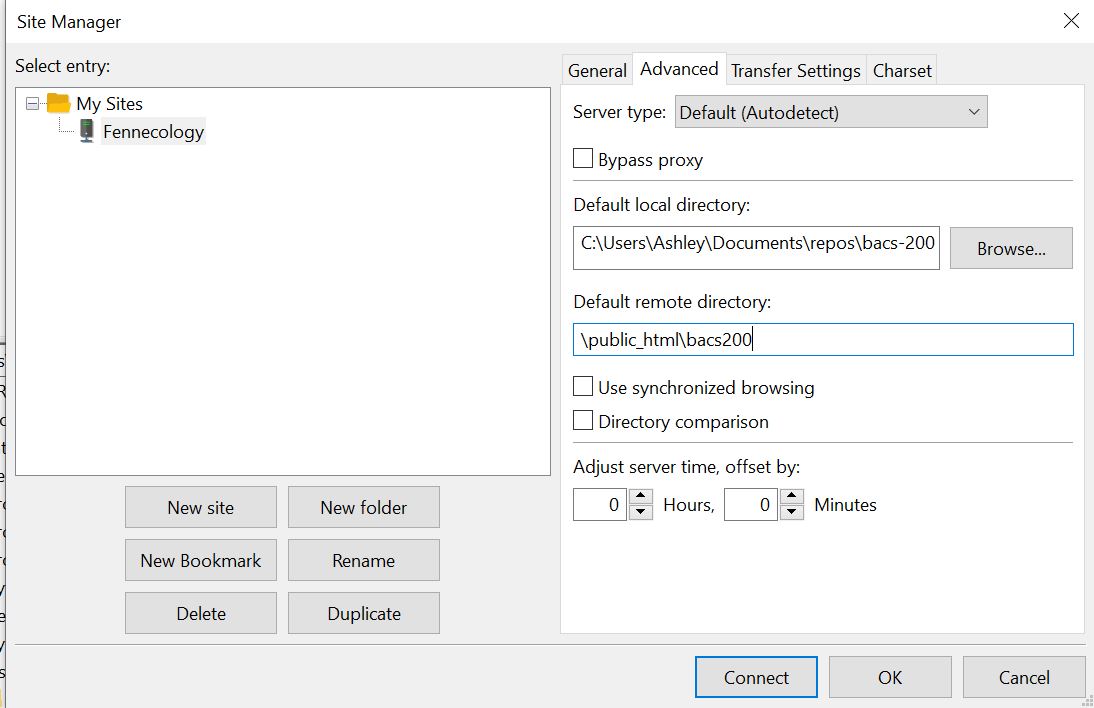 Site Manager
Select entry:
My Sites
Fennecology
New site
New folder
New Bookmark
Rename
Delete
Duplicate
General
Advanced
Transfer Settings
Charset
Server type:
Default (Autodetect)
Bypass proxy
Default local directory:
C:\Users\Ashley\Documents\repos\bacs-200
Browse...
Default remote directory:
\public_html\bacs200
Use synchronized browsing
Directory comparison
Adjust server time, offset by:
0 Hours, 0 Minutes
Connect
OK
Cancel